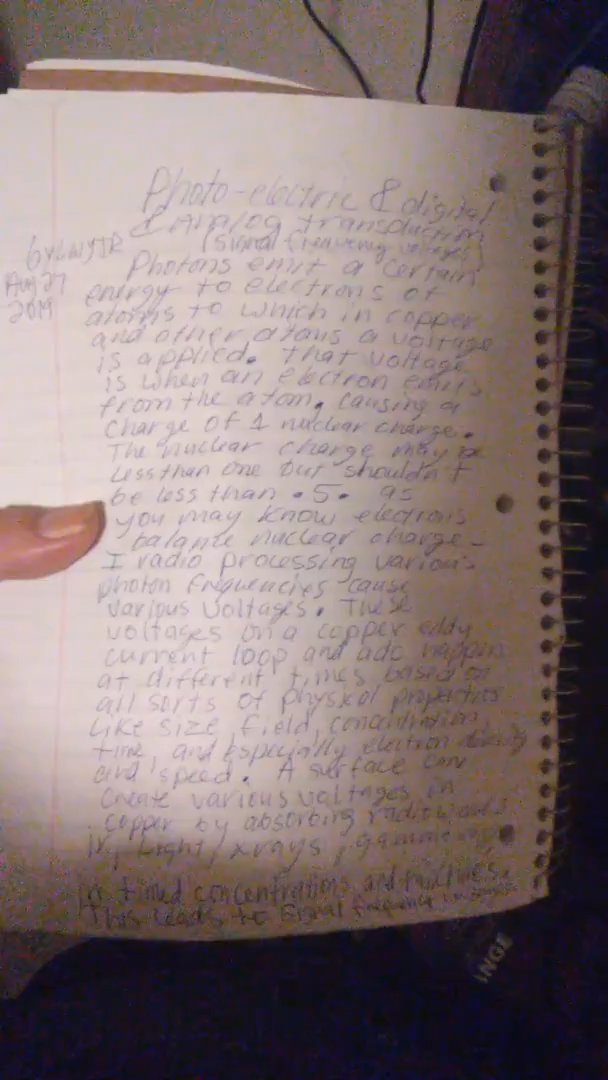 Photo-electric & digital
& Analog transduction
(signal frequency voltages)
Aug 27
2019
Photons emit a certain
energy to electrons of
atoms to which in copper
and other atoms a voltage
is applied. that voltage
is when an electron emits
from the atom. causing a
charge of 1 nuclear charge.
The nuclear charge may be
less than one but shouldn't
be less than .5. as
you may know electrons
balance nuclear charge.
I radio processing various
photon frequencies cause
various voltages. These
voltages on a copper eddy
current loop and adc happen
at different times based on
all sorts of physical properties
like size, field, concentration,
time, and especially electron density
and speed. A surface can
create various voltages in
copper by absorbing radiowaves
ir, light, xrays, gamma rays
in timed concentrations and
This leads to signal frequency
INGE